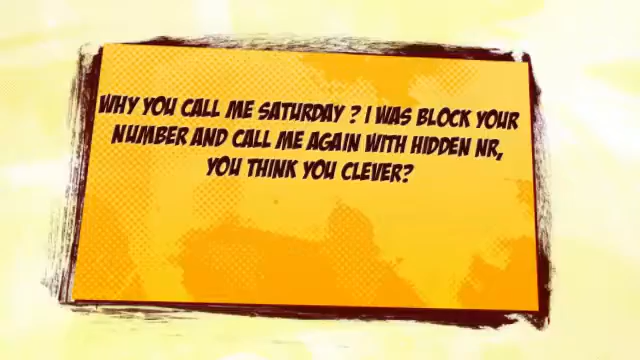 WHY YOU CALL ME SATURDAY ? I WAS BLOCK YOUR
NUMBER AND CALL ME AGAIN WITH HIDDEN NR,
YOU THINK YOU CLEVER?